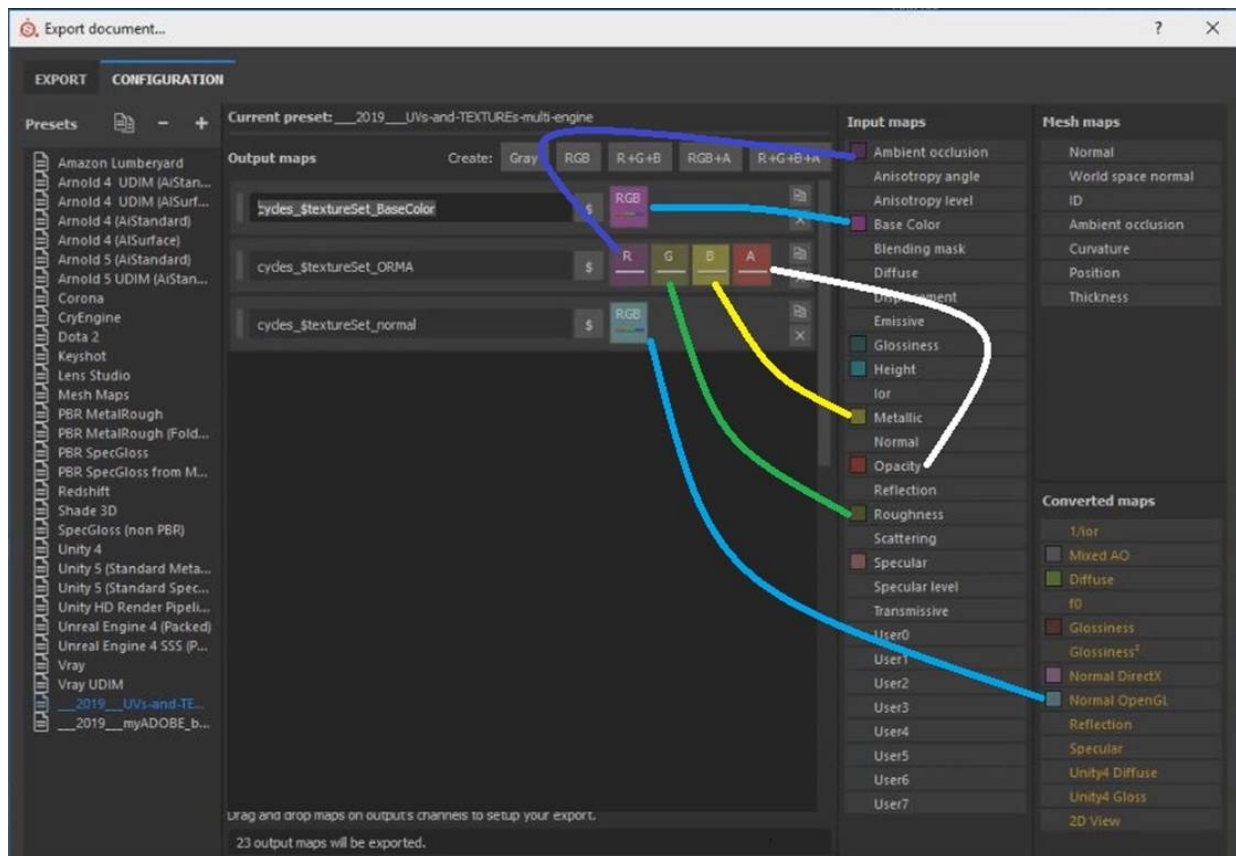 Export document...
?
EXPORT
CONFIGURATION
Presets
Amazon Lumberyard
Arnold 4 UDIM (AiStan...
Arnold 4 UDIM (AlSurf...
Arnold 4 (AiStandard)
Arnold 4 (AlSurface)
Arnold 5 (AiStandard)
Arnold 5 UDIM (AiStan...
Corona
CryEngine
Dota 2
Keyshot
Lens Studio
Mesh Maps
PBR MetalRough
PBR MetalRough (Fold...
PBR SpecGloss
PBR SpecGloss from M...
Redshift
Shade 3D
SpecGloss (non PBR)
Unity 4
Unity 5 (Standard Meta...
Unity 5 (Standard Spec...
Unity HD Render Pipeli...
Unreal Engine 4 (Packed)
Unreal Engine 4 SSS (P...
Vray
Vray UDIM
___2019___UVs-and-TE...
___2019___myADOBE_b...
Current preset: ___2019___UVs-and-TEXTUREs-multi-engine
Output maps
Create: Gray RGB R+G+B RGB+A R+G+B+A
cycles_$textureSet_BaseColor $ RGB
cycles_$textureSet_ORMA $ R G B A
cycles_$textureSet_normal $ RGB
Drag and drop maps on output's channels to setup your export.
23 output maps will be exported.
Input maps
Ambient occlusion
Anisotropy angle
Anisotropy level
Base Color
Blending mask
Diffuse
Displacement
Emissive
Glossiness
Height
Ior
Metallic
Normal
Opacity
Reflection
Roughness
Scattering
Specular
Specular level
Transmissive
User0
User1
User2
User3
User4
User5
User6
User7
Mesh maps
Normal
World space normal
ID
Ambient occlusion
Curvature
Position
Thickness
Converted maps
1/ior
Mixed AO
Diffuse
f0
Glossiness
Glossiness²
Normal DirectX
Normal OpenGL
Reflection
Specular
Unity4 Diffuse
Unity4 Gloss
2D View